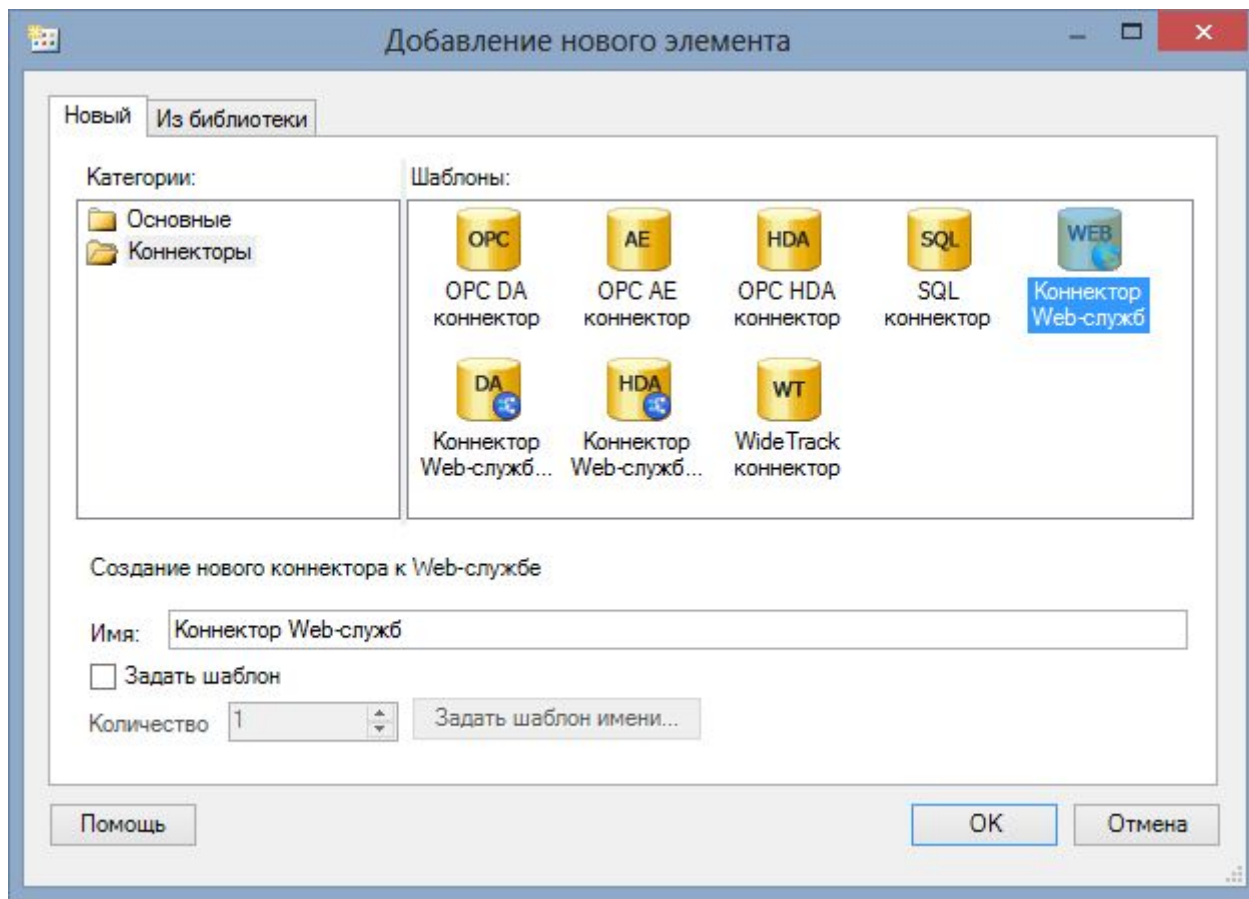 Добавление нового элемента
Новый
Из библиотеки
Категории:
Шаблоны:
Основные
Коннекторы
OPC
AE
HDA
SQL
WEB
OPC DA
коннектор
OPC AE
коннектор
OPC HDA
коннектор
SQL
коннектор
Коннектор
Web-служб
DA
HDA
WT
Коннектор
Web-служб...
Коннектор
Web-служб...
WideTrack
коннектор
Создание нового коннектора к Web-службе
Имя:
Коннектор Web-служб
Задать шаблон
Количество
1
Задать шаблон имени...
Помощь
OK
Отмена